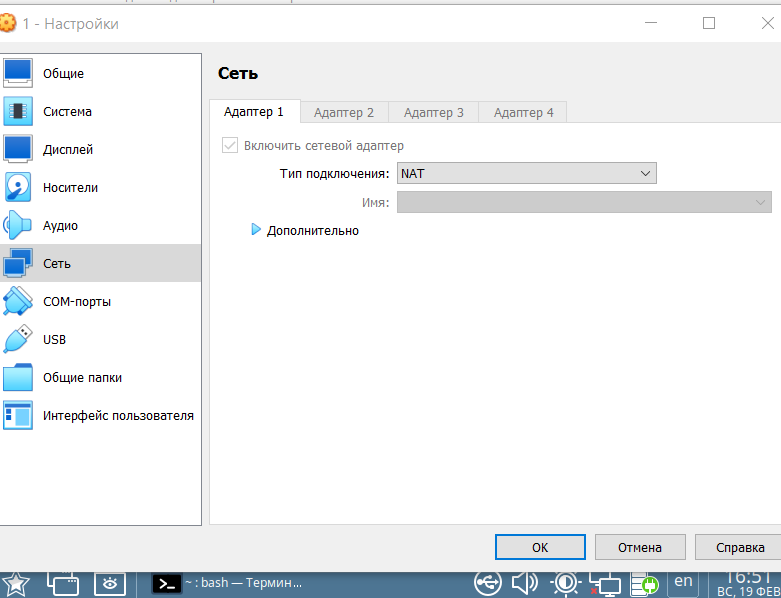 1 - Настройки
Общие
Система
Дисплей
Носители
Аудио
Сеть
COM-порты
USB
Общие папки
Интерфейс пользователя
Сеть
Адаптер 1
Адаптер 2
Адаптер 3
Адаптер 4
Включить сетевой адаптер
Тип подключения: NAT
Имя:
Дополнительно
OK
Отмена
Справка
~ : bash — Термин...
en
16:51
ВС, 19 ФЕВ